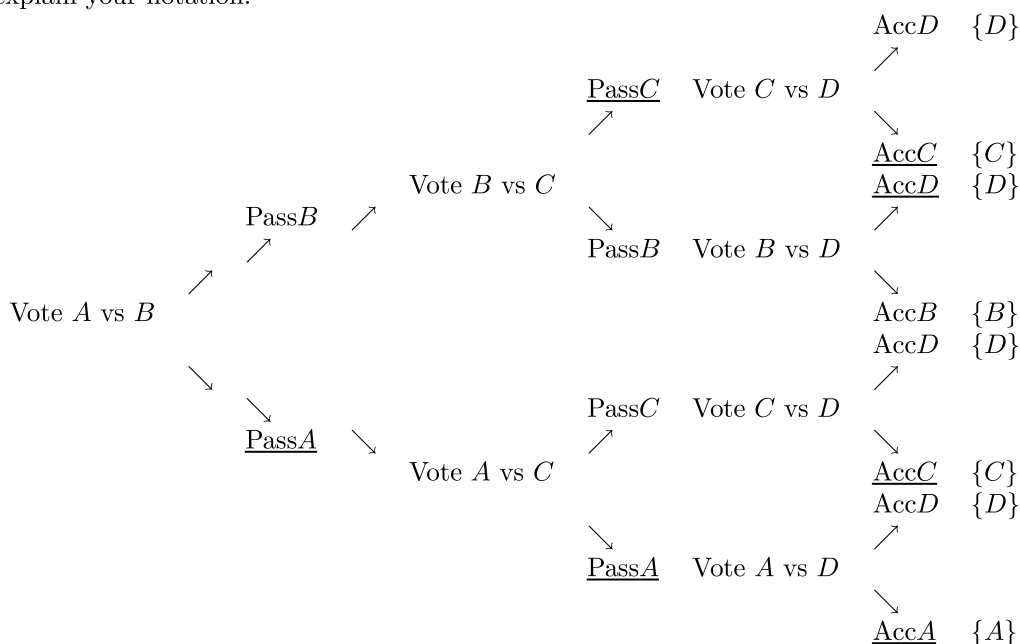 explain your notation.
AccD {D}
PassC Vote C vs D
AccC {C}
Vote B vs C AccD {D}
PassB
PassB Vote B vs D
Vote A vs B AccB {B}
AccD {D}
PassC Vote C vs D
PassA
Vote A vs C AccC {C}
AccD {D}
PassA Vote A vs D
AccA {A}